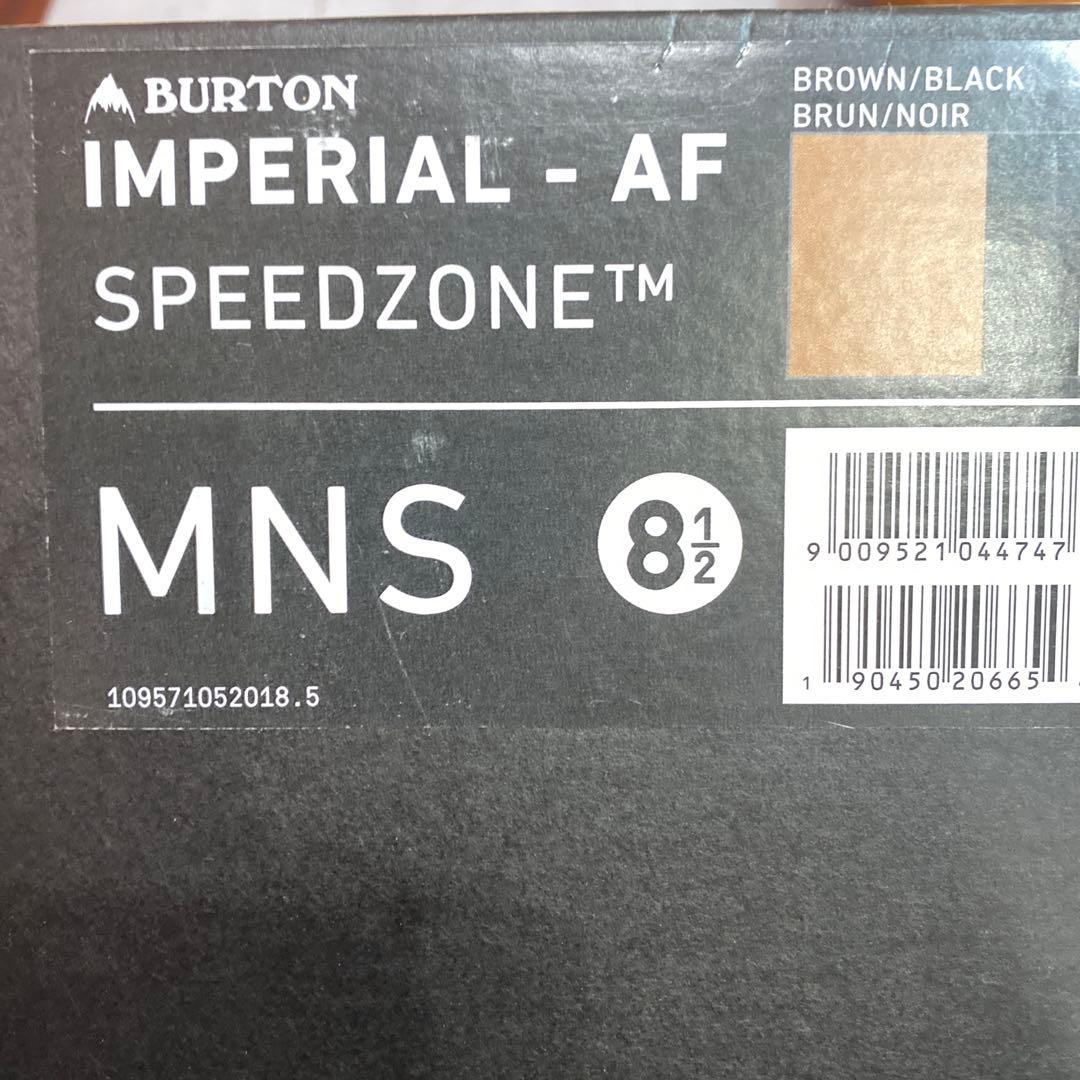 BURTON
IMPERIAL - AF
SPEEDZONE™
BROWN/BLACK
BRUN/NOIR
MNS
8 1/2
9 009521 044747
1 90450 20665
109571052018.5